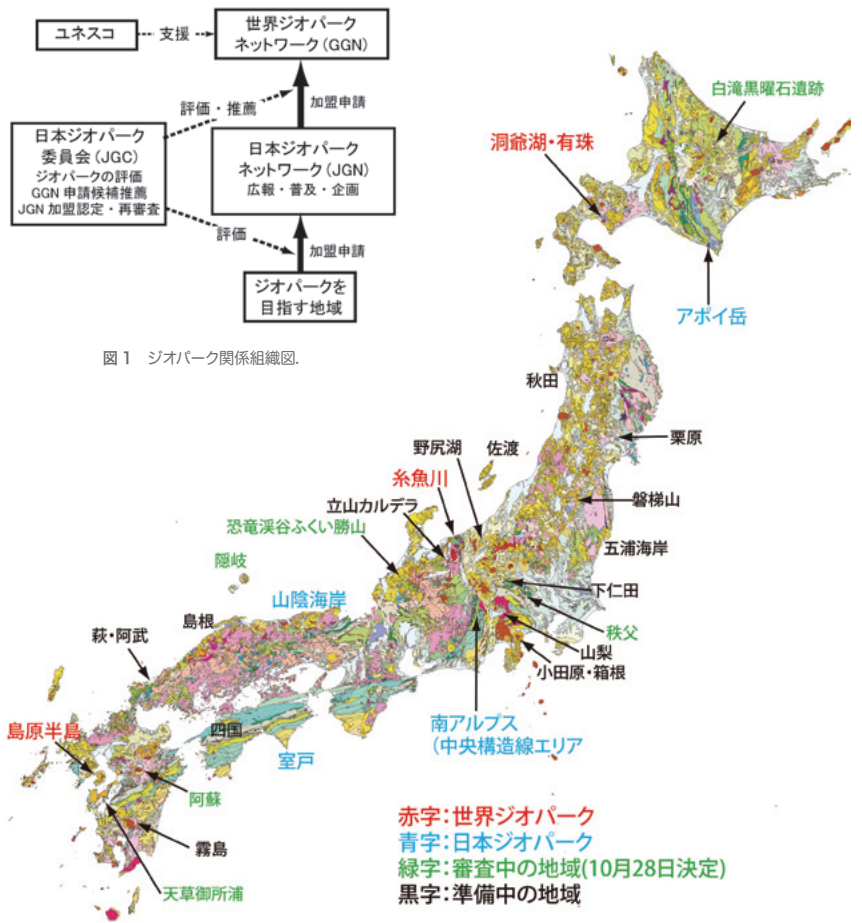 ユネスコ
支援
世界ジオパーク
ネットワーク(GGN)
評価・推薦
加盟申請
日本ジオパーク
委員会(JGC)
ジオパークの評価
GGN 申請候補推薦
JGN 加盟認定・再審査
日本ジオパーク
ネットワーク(JGN)
広報・普及・企画
評価
加盟申請
ジオパークを
目指す地域
図1 ジオパーク関係組織図.
白滝黒曜石遺跡
洞爺湖・有珠
アポイ岳
秋田
栗原
野尻湖
佐渡
糸魚川
磐梯山
立山カルデラ
恐竜渓谷ふくい勝山
五浦海岸
隠岐
下仁田
山陰海岸
秩父
島根
山梨
萩・阿武
小田原・箱根
島原半島
四国
南アルプス
(中央構造線エリア
室戸
阿蘇
霧島
天草御所浦
赤字:世界ジオパーク
青字:日本ジオパーク
緑字:審査中の地域(10月28日決定)
黒字:準備中の地域